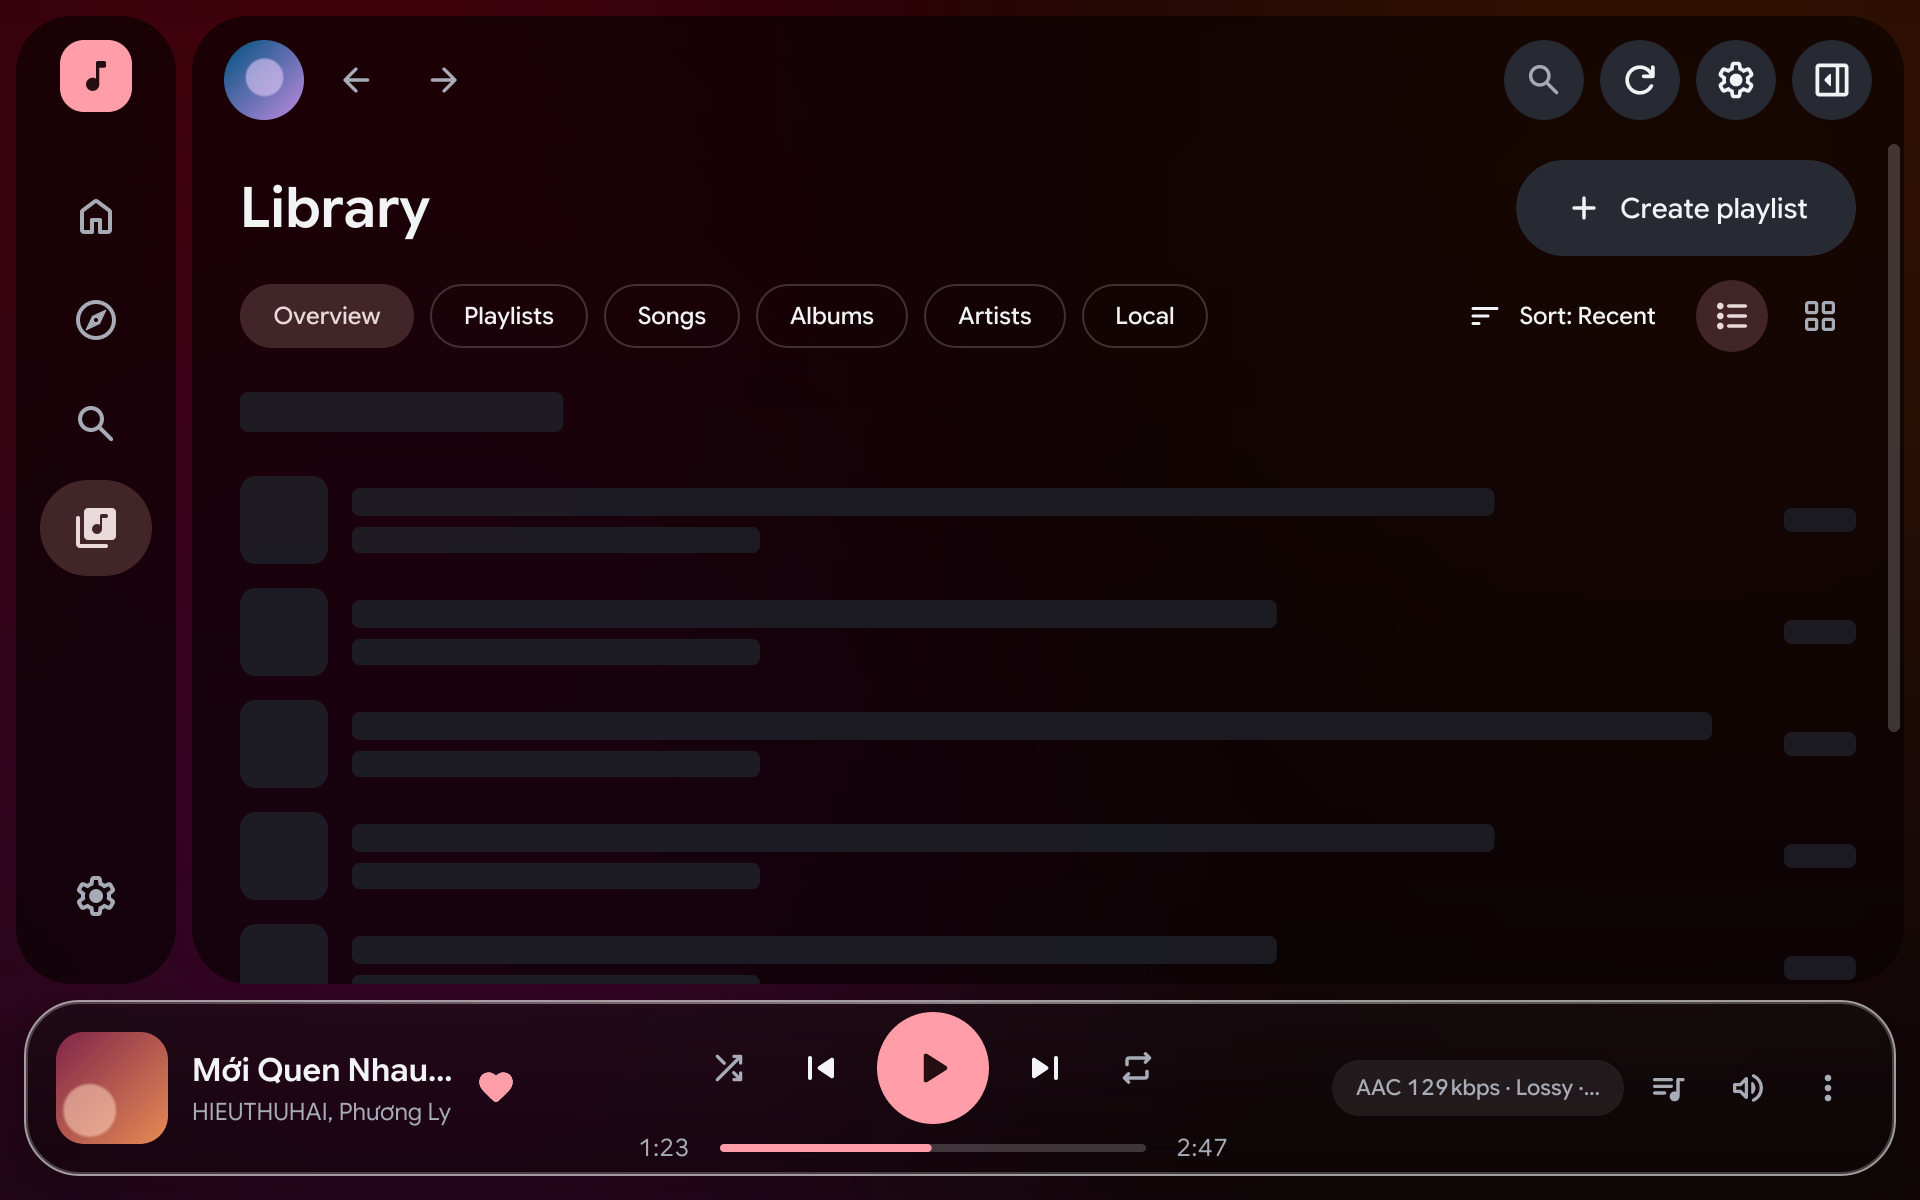 Library
Create playlist
Overview
Playlists
Songs
Albums
Artists
Local
Sort: Recent
Mới Quen Nhau...
HIEUTHUHAI, Phương Ly
1:23
2:47
AAC 129kbps · Lossy ·...